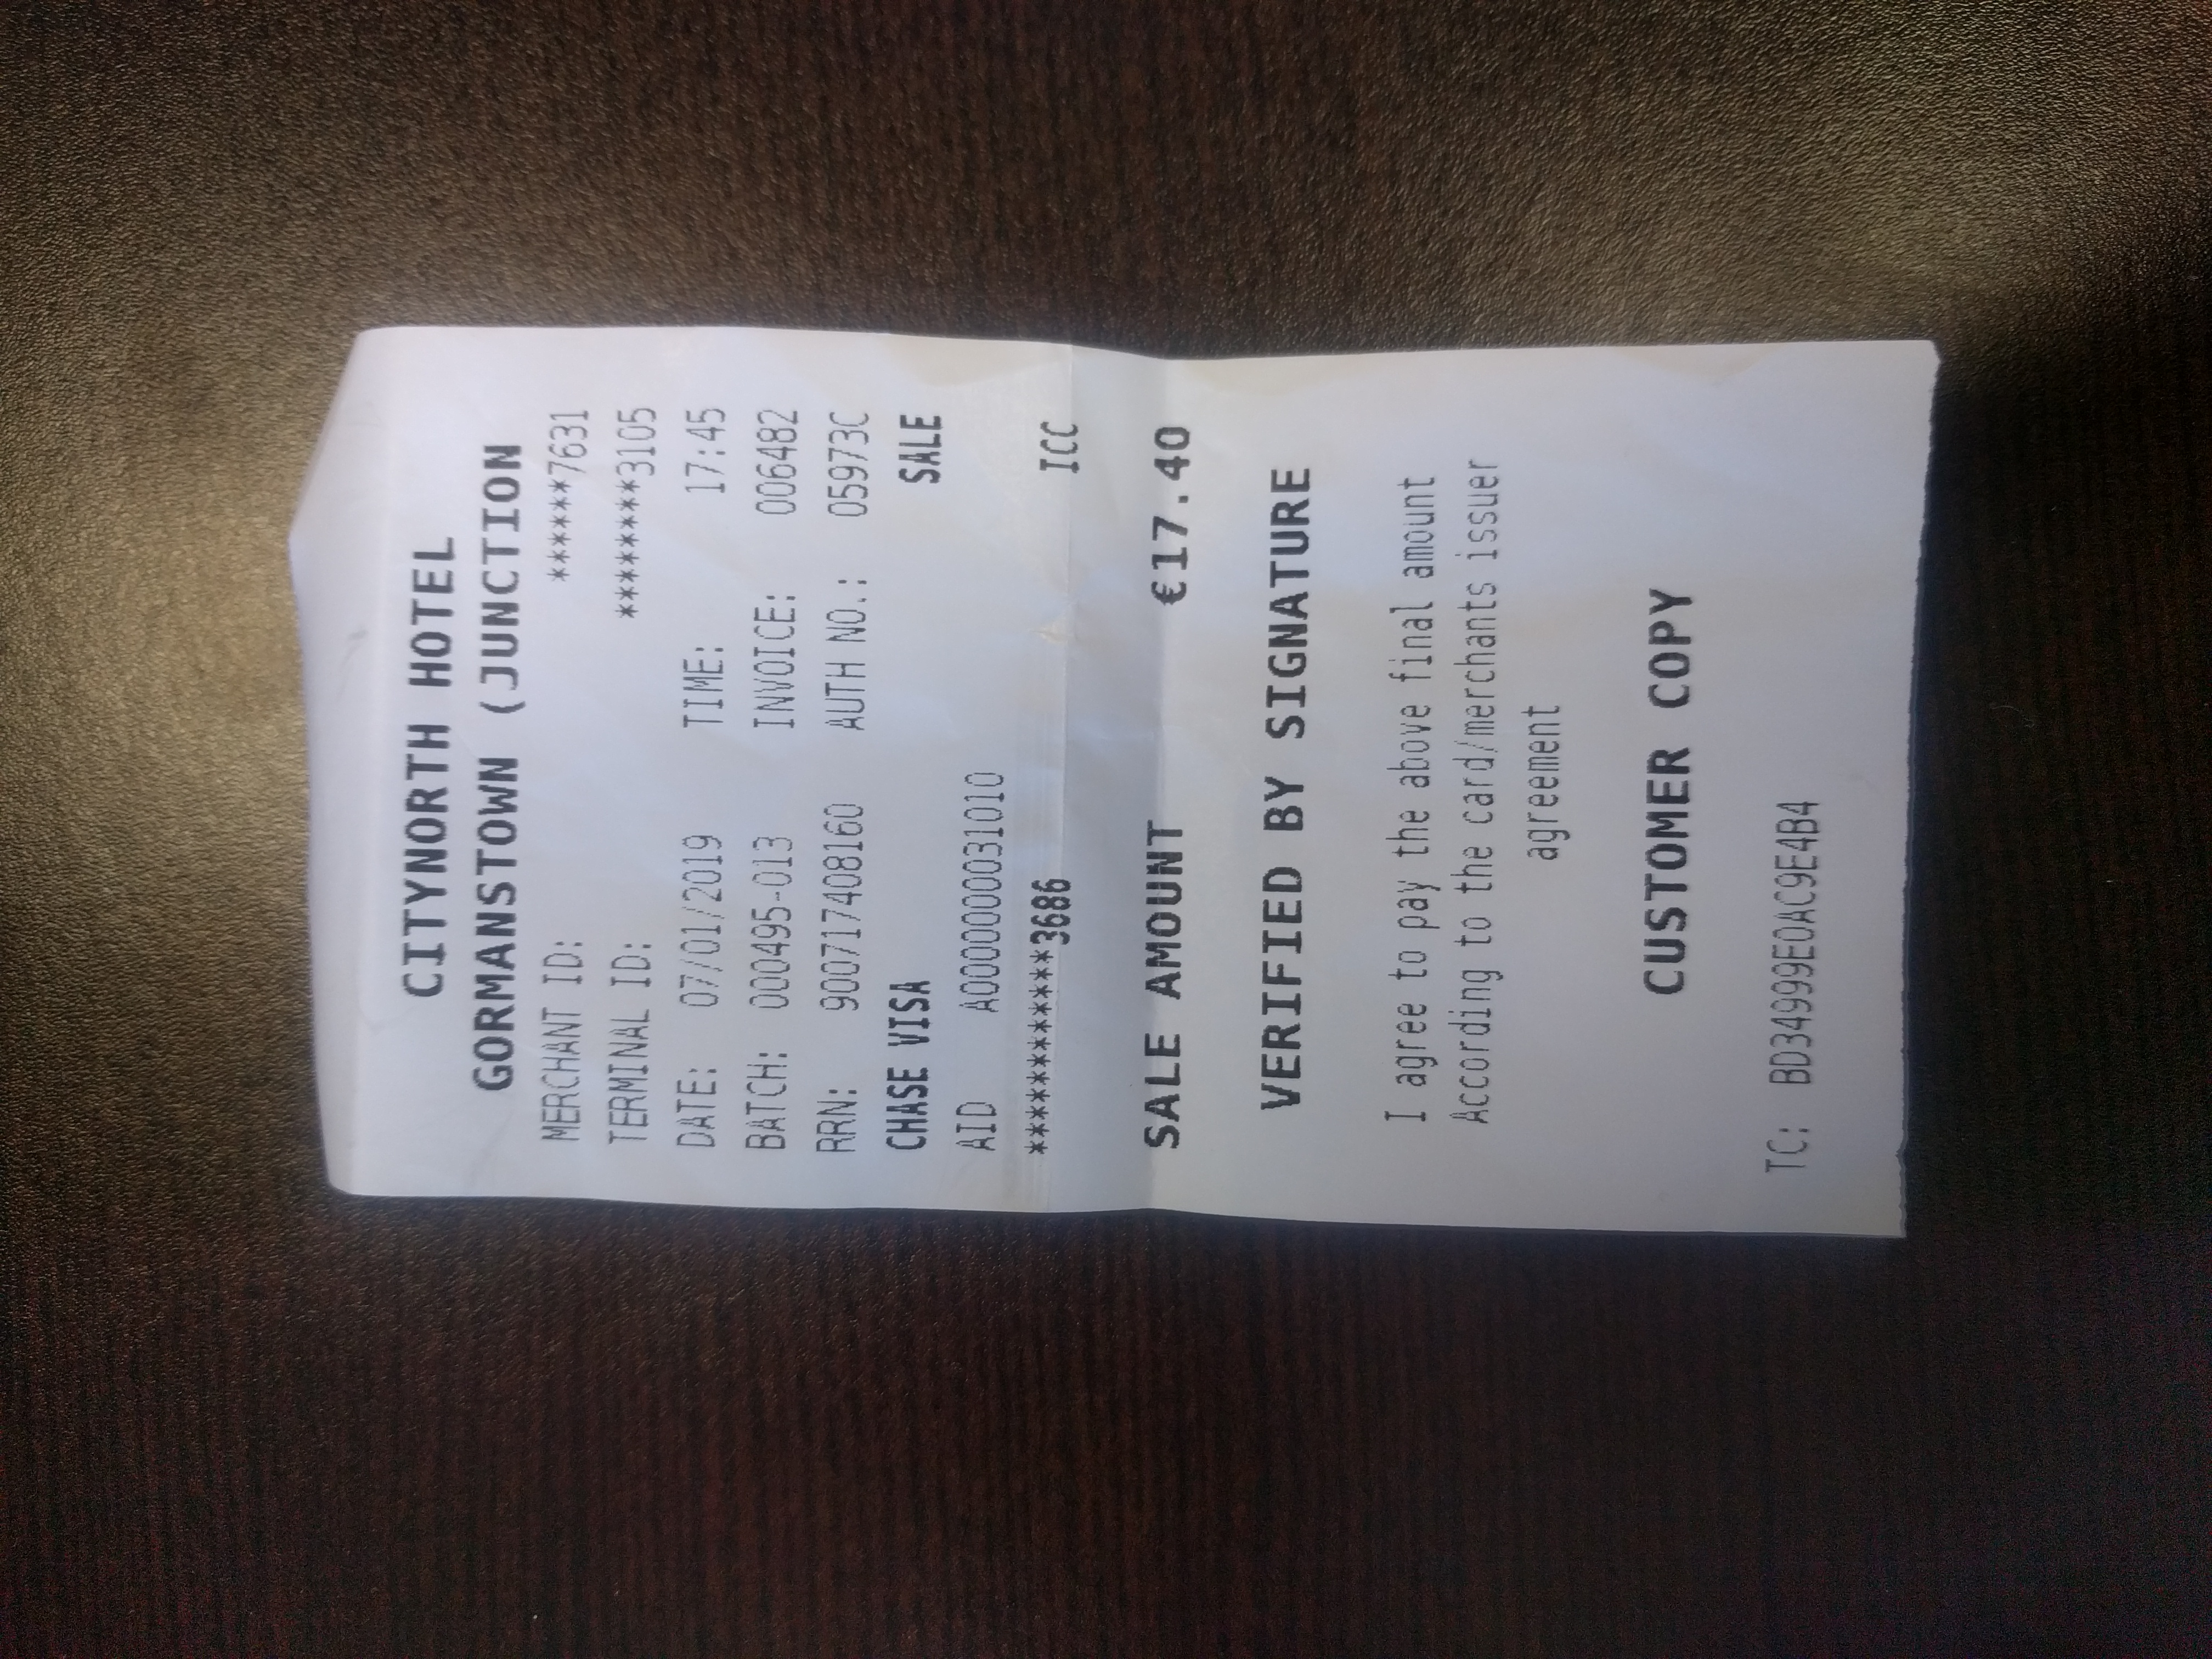 CITYNORTH HOTEL
GORMANSTOWN (JUNCTION
MERCHANT ID: *******7631
TERMINAL ID: *********3105
DATE: 07/01/2019 TIME: 17:45
BATCH: 000495-013 INVOICE: 006482
RRN: 900717408160 AUTH NO.: 05973C
CHASE VISA SALE
AID A0000000031010
************3686 ICC
SALE AMOUNT €17.40
VERIFIED BY SIGNATURE
I agree to pay the above final amount
According to the card/merchants issuer
agreement
CUSTOMER COPY
TC: BD34999E0AC9E4B4